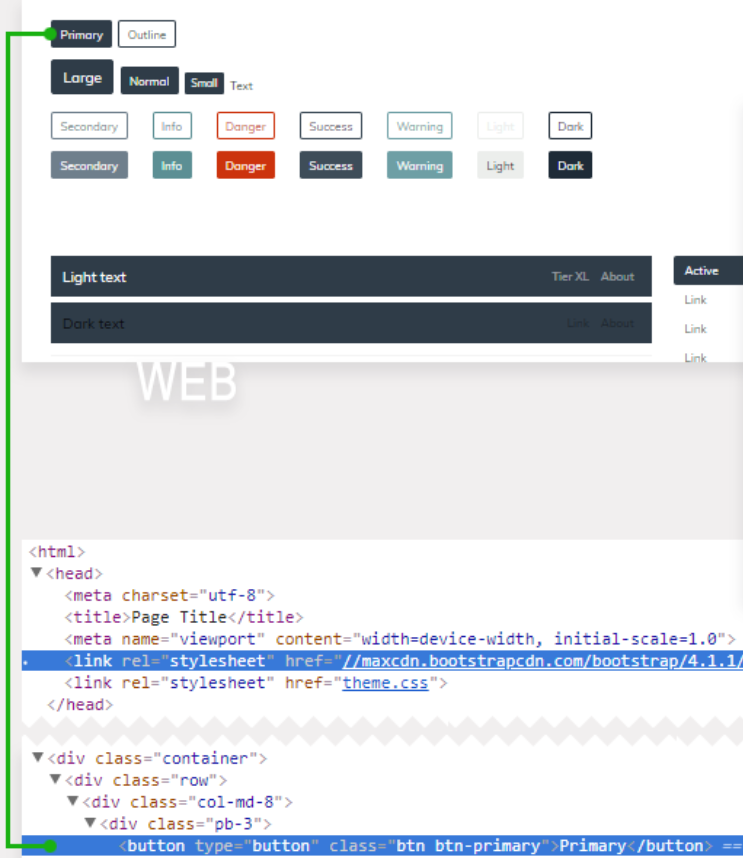 Primary Outline
Large Normal Small Text
Secondary Info Danger Success Warning Light Dark
Secondary Info Danger Success Warning Light Dark
Light text Tier XL About
Dark text Link About
Active
Link
Link
Link
WEB
<html>
▼<head>
<meta charset="utf-8">
<title>Page Title</title>
<meta name="viewport" content="width=device-width, initial-scale=1.0">
<link rel="stylesheet" href="//maxcdn.bootstrapcdn.com/bootstrap/4.1.1/
<link rel="stylesheet" href="theme.css">
</head>
▼<div class="container">
▼<div class="row">
▼<div class="col-md-8">
▼<div class="pb-3">
<button type="button" class="btn btn-primary">Primary</button> ==